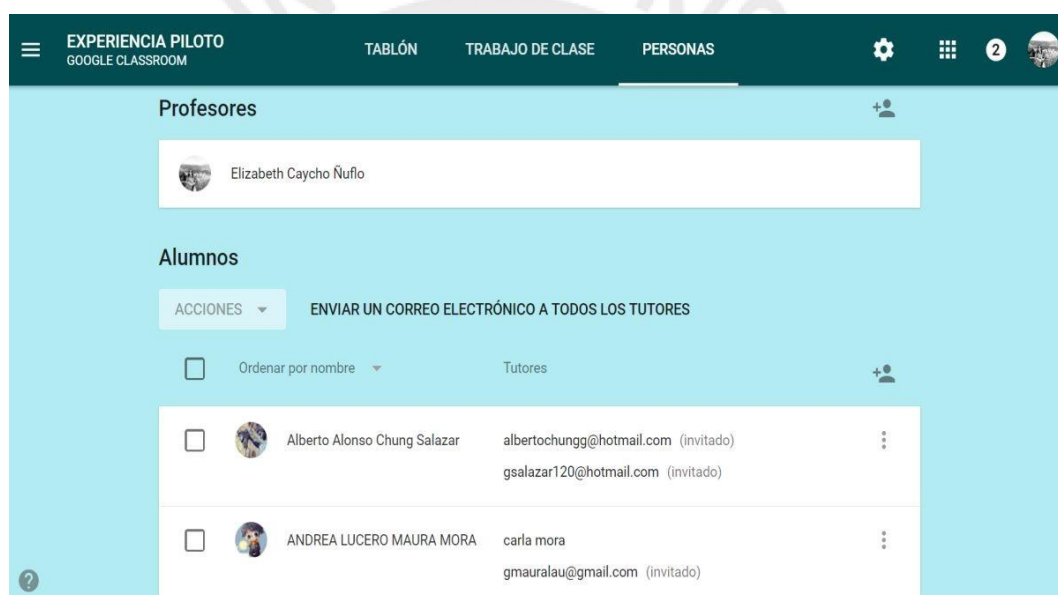 EXPERIENCIA PILOTO
GOOGLE CLASSROOM
TABLÓN TRABAJO DE CLASE PERSONAS
2
Profesores
Elizabeth Caycho Ñuflo
Alumnos
ACCIONES ENVIAR UN CORREO ELECTRÓNICO A TODOS LOS TUTORES
Ordenar por nombre Tutores
Alberto Alonso Chung Salazar albertochungg@hotmail.com (invitado)
gsalazar120@hotmail.com (invitado)
ANDREA LUCERO MAURA MORA carla mora
gmauralau@gmail.com (invitado)
?